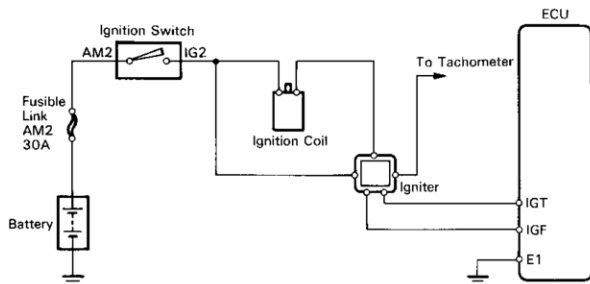 ECU
Ignition Switch
AM2
IG2
To Tachometer
Fusible
Link
AM2
30A
Ignition Coil
Igniter
IGT
Battery
IGF
E1